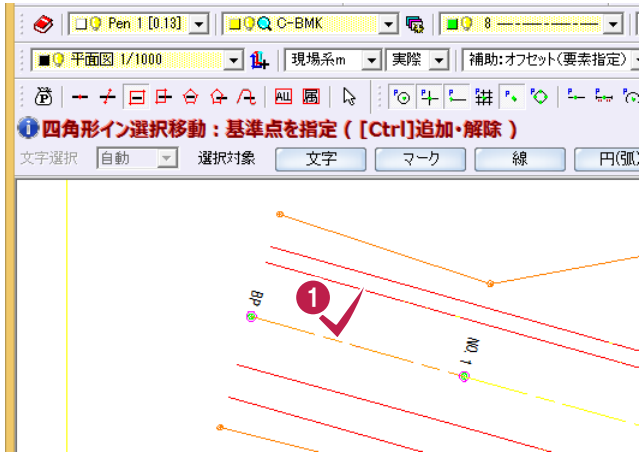 Pen 1 [0.13] C-BMK 8
平面図 1/1000 現場系m 実際 補助:オフセット(要素指定)
ALL
四角形イン選択移動:基準点を指定 ( [Ctrl]追加・解除 )
文字選択 自動 選択対象 文字 マーク 線 円(弧)
1
BP
NO. 1